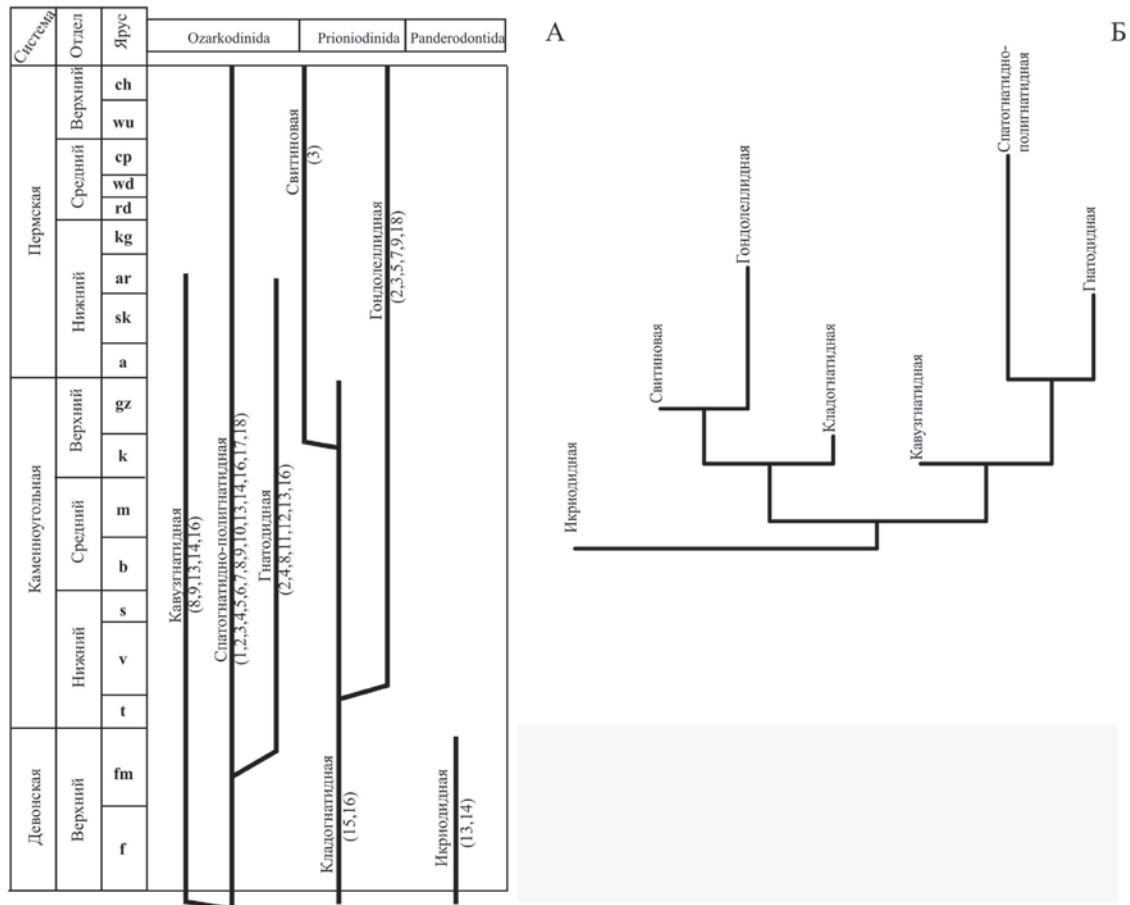 Система
Отдел
Ярус
Ozarkodinida
Prioniodinida
Panderodontida
А
Б
Пермская
Каменноугольная
Девонская
Верхний
Средний
Нижний
Верхний
Средний
Нижний
Верхний
ch
wu
cp
wd
rd
kg
ar
sk
a
gz
k
m
b
s
v
t
fm
f
Кавузгнатидная
(8,9,13,14,16)
Спатогнатидно-полигнатидная
(1,2,3,4,5,6,7,8,9,10,13,14,16,17,18)
Гнатодидная
(2,4,8,11,12,13,16)
Свитиновая
(3)
Гондолеллидная
(2,3,5,7,9,18)
Кладогнатидная
(15,16)
Икриодидная
(13,14)
Икриодидная
Свитиновая
Гондолеллидная
Кладогнатидная
Кавузгнатидная
Спатогнатидно-
полигнатидная
Гнатодидная